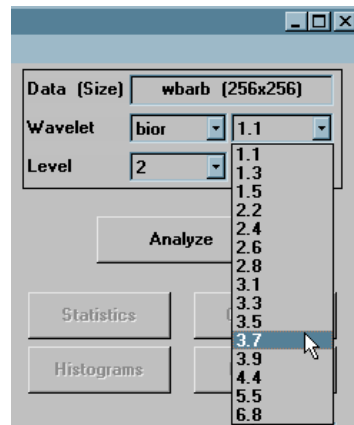 Data (Size) wbarb (256x256)
Wavelet bior 1.1
Level 2
1.1
1.3
1.5
2.2
2.4
2.6
2.8
3.1
3.3
3.5
3.7
3.9
4.4
5.5
6.8
Analyze
Statistics
Histograms